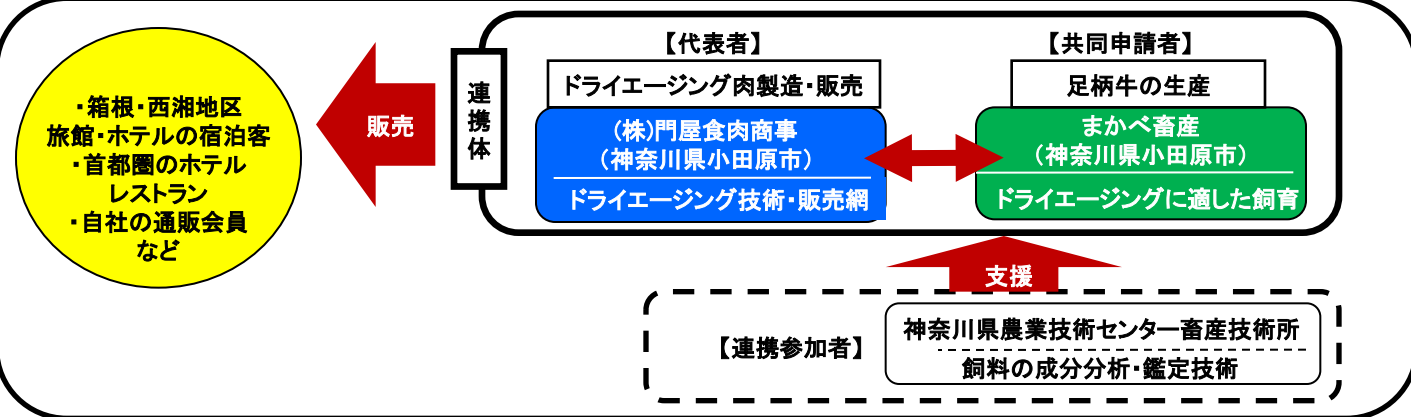 ・箱根・西湘地区
旅館・ホテルの宿泊客
・首都圏のホテル
レストラン
・自社の通販会員
など
販売
連携体
【代表者】
ドライエージング肉製造・販売
(株)門屋食肉商事
(神奈川県小田原市)
ドライエージング技術・販売網
【共同申請者】
足柄牛の生産
まかべ畜産
(神奈川県小田原市)
ドライエージングに適した飼育
支援
【連携参加者】
神奈川県農業技術センター畜産技術所
飼料の成分分析・鑑定技術